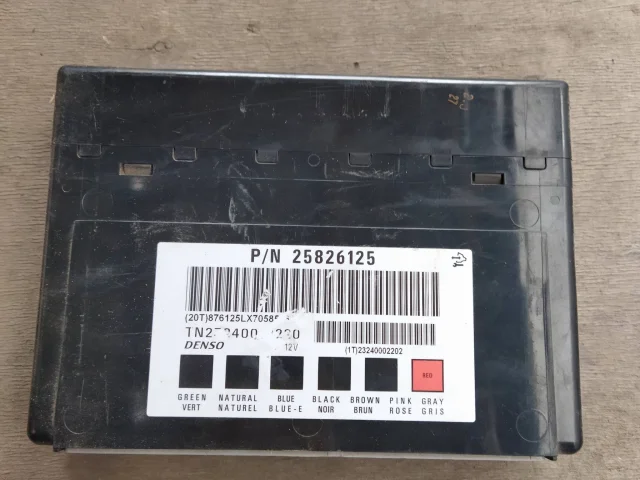 P/N 25826125
(20T)876125LX7058
DENSO
12V
(1T)23240002202
RED
GREEN NATURAL BLUE BLACK BROWN PINK GRAY
VERT NATUREL BLUE-E NOIR BRUN ROSE GRIS